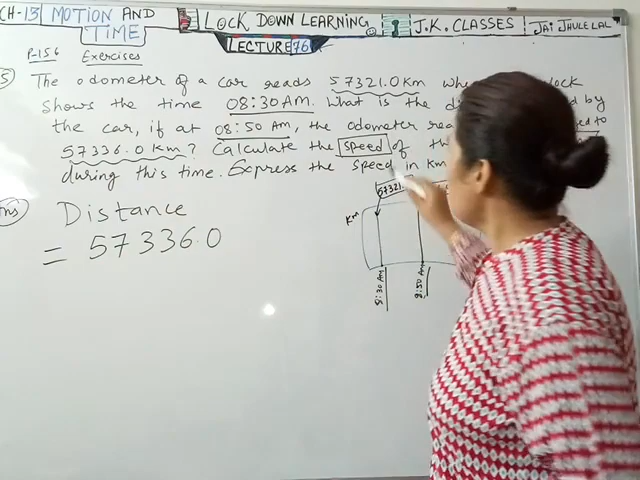 CH-13 MOTION AND TIME LOCK DOWN LEARNING J.K. CLASSES JAI JHULELAL
LECTURE 76
P-156 Exercises
5 The odometer of a car reads 57321.0 Km
shows the time 08:30 AM. What is the by
the car, if at 08:50 AM, the odometer to
57336.0 Km? Calculate the speed of
during this time. Express the speed in Km
Ans Distance
57321.
Km
= 57336.0
8:30 AM
8:50 AM